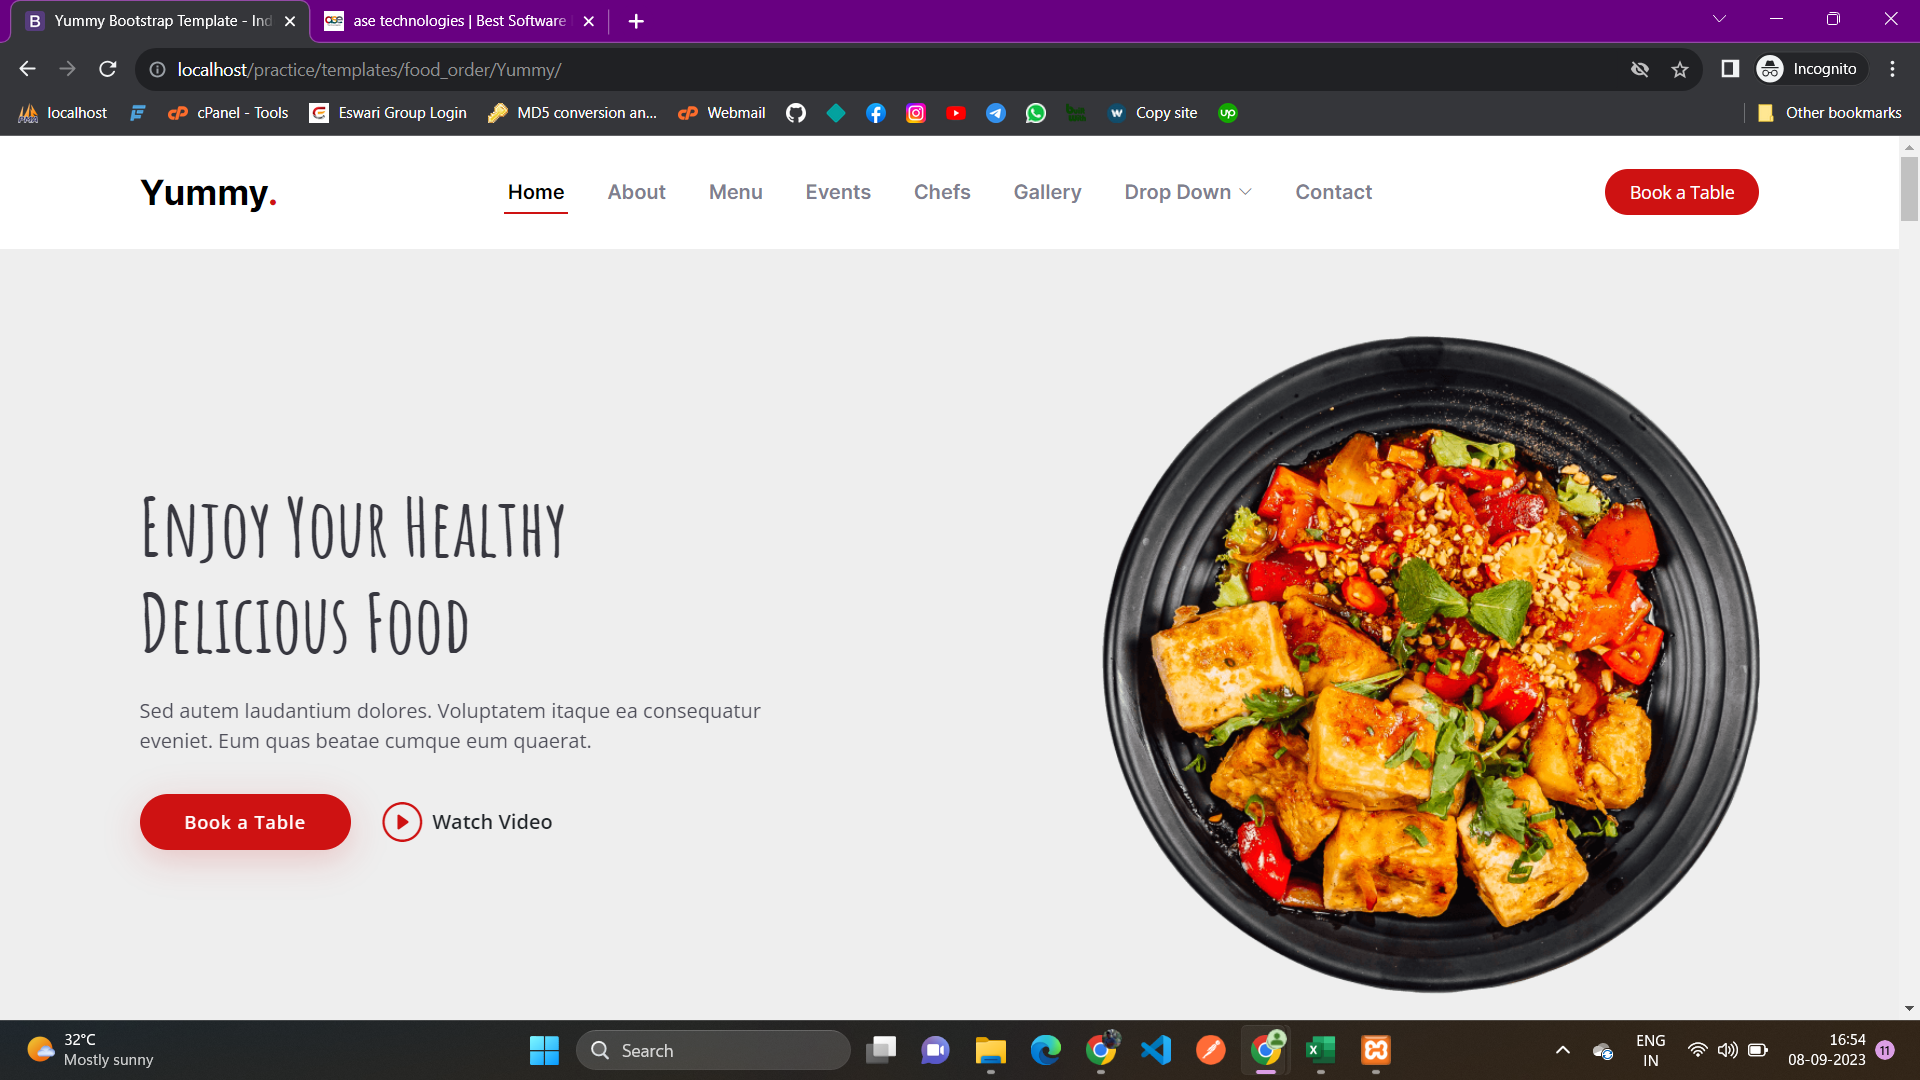 B Yummy Bootstrap Template - Ind
ase ase technologies | Best Software
localhost/practice/templates/food_order/Yummy/
Incognito
localhost
cPanel - Tools
Eswari Group Login
MD5 conversion an...
Webmail
Copy site
Other bookmarks
Yummy.
Home About Menu Events Chefs Gallery Drop Down Contact
Book a Table
Enjoy Your Healthy
Delicious Food
Sed autem laudantium dolores. Voluptatem itaque ea consequatur
eveniet. Eum quas beatae cumque eum quaerat.
Book a Table
Watch Video
32°C
Mostly sunny
Search
ENG
IN
16:54
08-09-2023
11